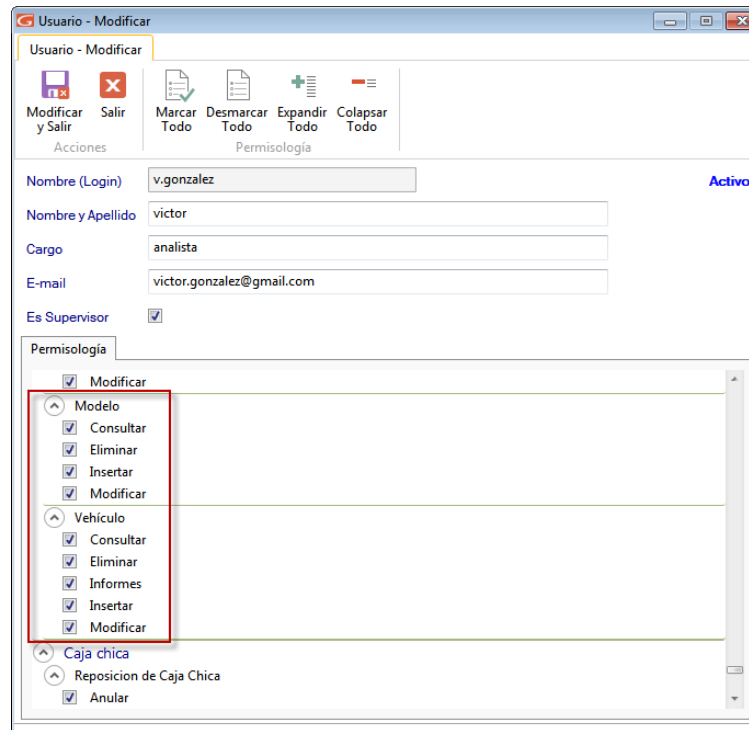 Usuario - Modificar
Usuario - Modificar
Modificar y Salir
Salir
Marcar Todo
Desmarcar Todo
Expandir Todo
Colapsar Todo
Acciones
Permisología
Nombre (Login) v.gonzalez Activo
Nombre y Apellido victor
Cargo analista
E-mail victor.gonzalez@gmail.com
Es Supervisor
Permisología
Modificar
Modelo
Consultar
Eliminar
Insertar
Modificar
Vehículo
Consultar
Eliminar
Informes
Insertar
Modificar
Caja chica
Reposicion de Caja Chica
Anular